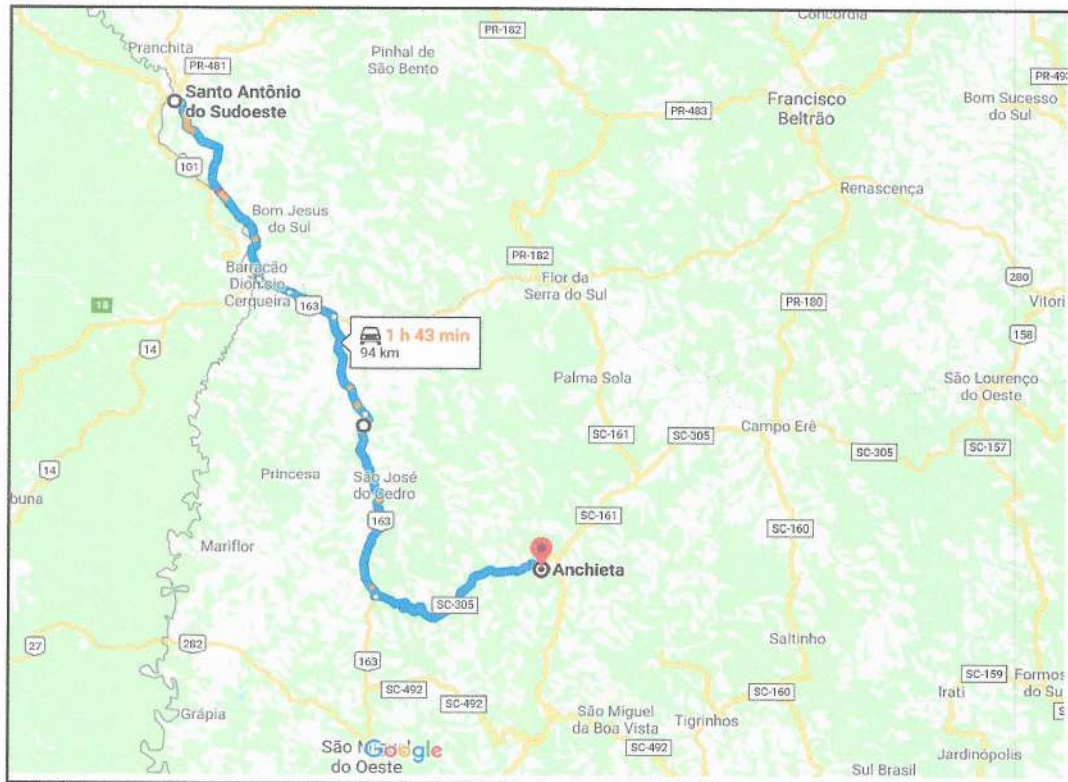 Concordia
Pranchita
PR-182
PR-481
Pinhal de
São Bento
PR-493
Santo Antônio
do Sudoeste
Francisco
Beltrão
Bom Sucesso
do Sul
PR-483
101
Renascença
Bom Jesus
do Sul
PR-182
Barracão
Dionísio
Cerqueira
Flor da
Serra do Sul
280
18
163
PR-180
Vitori
14
1 h 43 min
94 km
158
Palma Sola
São Lourenço
do Oeste
Campo Erê
SC-161
SC-305
SC-157
SC-305
14
Princesa
São José
do Cedro
buna
SC-161
163
SC-160
Mariflor
Anchieta
SC-305
27
282
Saltinho
163
SC-492
SC-160
SC-159
Formos
do Su
SC-492
Irati
Grápia
São Miguel
da Boa Vista
Tigrinhos
SC-492
Google
do Oeste
Jardinópolis
Sul Brasil